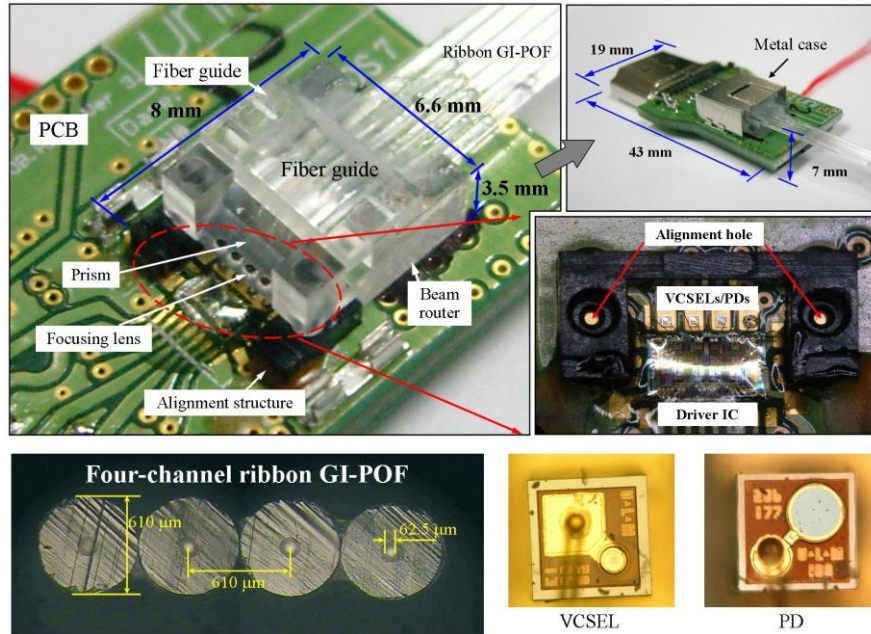 Fiber guide
Ribbon GI-POF
PCB
8 mm
6.6 mm
Fiber guide
3.5 mm
Prism
Focusing lens
Beam
router
Alignment structure
19 mm
Metal case
43 mm
7 mm
Alignment hole
VCSELs/PDs
Driver IC
Four-channel ribbon GI-POF
610 μm
62.5 μm
610 μm
177
VCSEL
PD